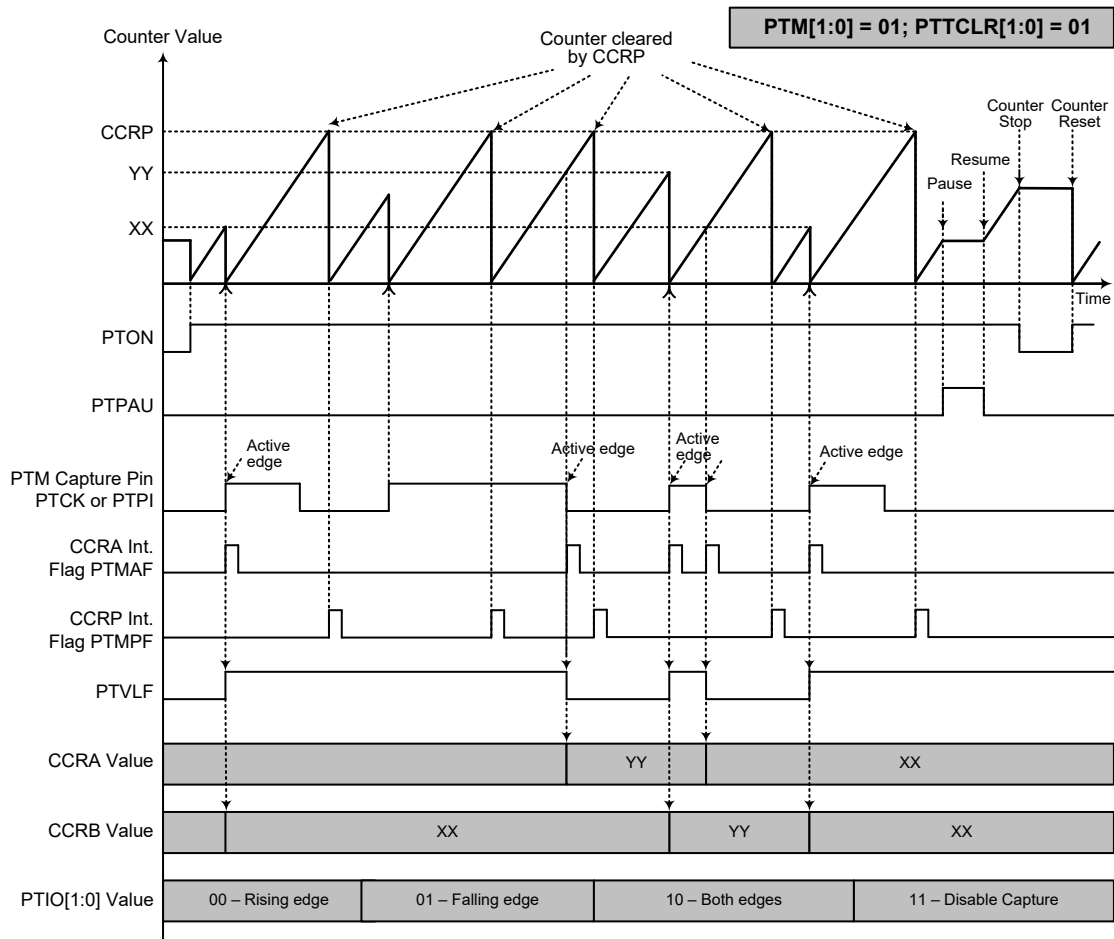 PTM[1:0] = 01; PTTCLR[1:0] = 01
Counter Value
Counter cleared
by CCRP
Counter
Stop
Counter
Reset
CCRP
YY
Resume
Pause
XX
Time
PTON
PTPAU
Active
edge
Active edge
Active
edge
Active edge
PTM Capture Pin
PTCK or PTPI
CCRA Int.
Flag PTMAF
CCRP Int.
Flag PTMPF
PTVLF
CCRA Value
YY
XX
CCRB Value
XX
YY
XX
PTIO[1:0] Value
00 – Rising edge
01 – Falling edge
10 – Both edges
11 – Disable Capture